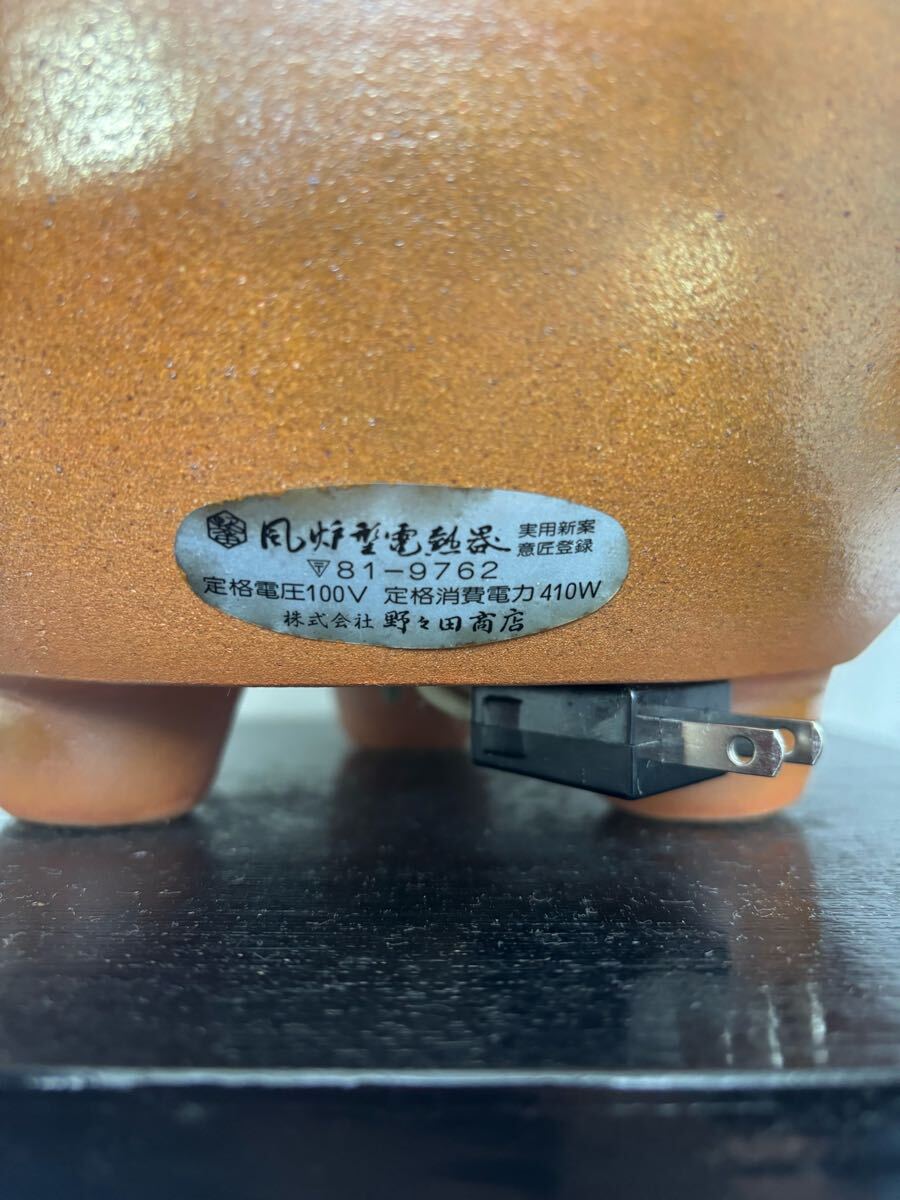 風炉型電熱器 実用新案
意匠登録
〒81-9762
定格電圧100V 定格消費電力410W
株式会社 野々田商店